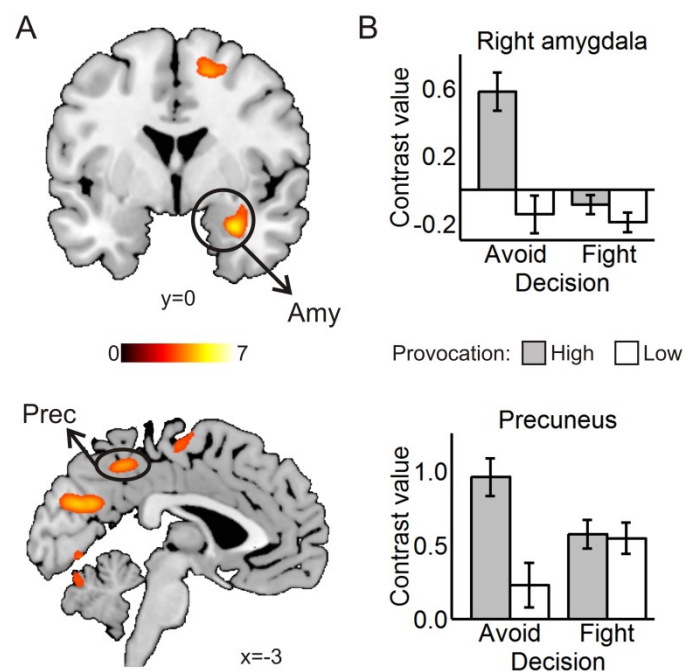 A
y=0
Amy
0
7
Prec
x=-3
B
Right amygdala
Contrast value
0.6
0.2
-0.2
Avoid Fight
Decision
Provocation: High Low
Precuneus
Contrast value
1.0
0.5
0.0
Avoid Fight
Decision